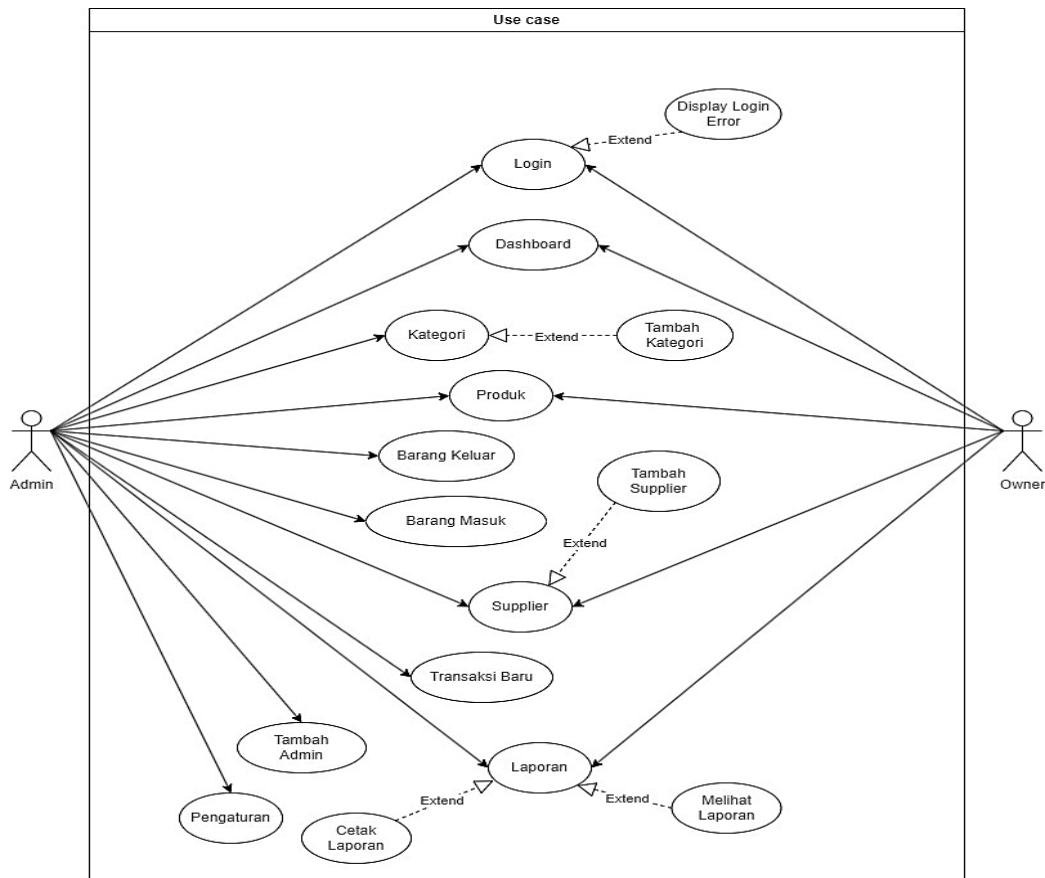 Use case
Display Login
Error
Extend
Login
Dashboard
Kategori
Extend
Tambah
Kategori
Produk
Admin
Owner
Barang Keluar
Tambah
Supplier
Barang Masuk
Extend
Supplier
Transaksi Baru
Tambah
Admin
Laporan
Pengaturan
Extend
Extend
Melihat
Laporan
Cetak
Laporan